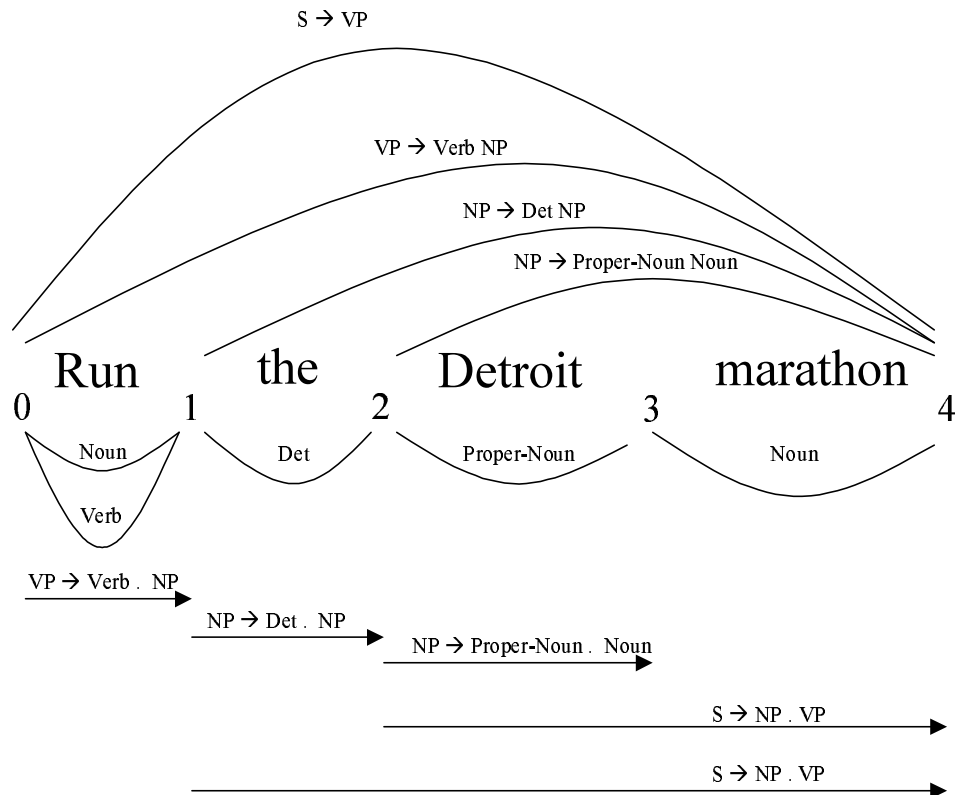 S → VP
VP → Verb NP
NP → Det NP
NP → Proper-Noun Noun
Run the Detroit marathon
0 1 2 3 4
Noun Det Proper-Noun Noun
Verb
VP → Verb . NP
NP → Det . NP
NP → Proper-Noun . Noun
S → NP . VP
S → NP . VP